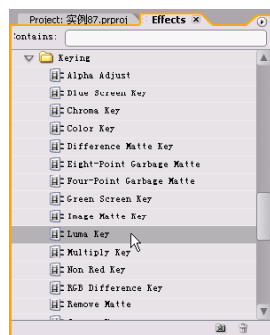 Project: 实例87.prproj Effects ×
Contains:
Keying
Alpha Adjust
Blue Screen Key
Chroma Key
Color Key
Difference Matte Key
Eight-Point Garbage Matte
Four-Point Garbage Matte
Green Screen Key
Image Matte Key
Luma Key
Multiply Key
Non Red Key
RGB Difference Key
Remove Matte